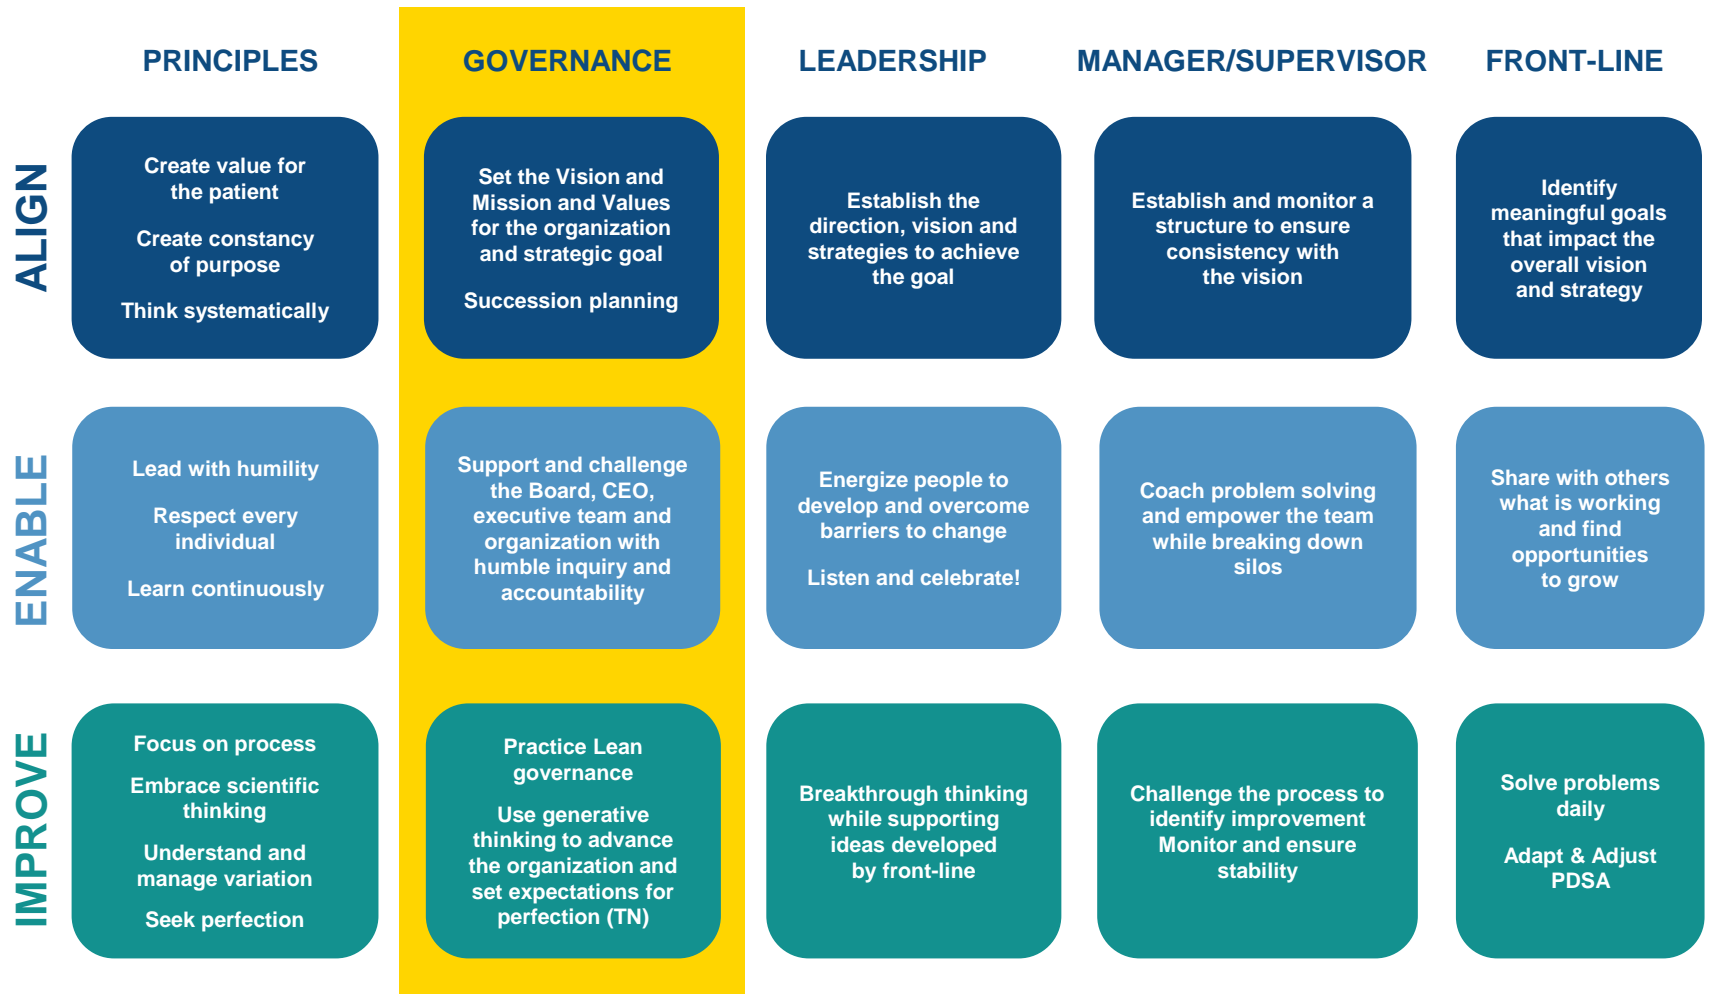 PRINCIPLES
GOVERNANCE
LEADERSHIP
MANAGER/SUPERVISOR
FRONT-LINE
ALIGN
Create value for
the patient
Create constancy
of purpose
Think systematically
Set the Vision and
Mission and Values
for the organization
and strategic goal
Succession planning
Establish the
direction, vision and
strategies to achieve
the goal
Establish and monitor a
structure to ensure
consistency with
the vision
Identify
meaningful goals
that impact the
overall vision
and strategy
ENABLE
Lead with humility
Respect every
individual
Learn continuously
Support and challenge
the Board, CEO,
executive team and
organization with
humble inquiry and
accountability
Energize people to
develop and overcome
barriers to change
Listen and celebrate!
Coach problem solving
and empower the team
while breaking down
silos
Share with others
what is working
and find
opportunities
to grow
IMPROVE
Focus on process
Embrace scientific
thinking
Understand and
manage variation
Seek perfection
Practice Lean
governance
Use generative
thinking to advance
the organization and
set expectations for
perfection (TN)
Breakthrough thinking
while supporting
ideas developed
by front-line
Challenge the process to
identify improvement
Monitor and ensure
stability
Solve problems
daily
Adapt & Adjust
PDSA